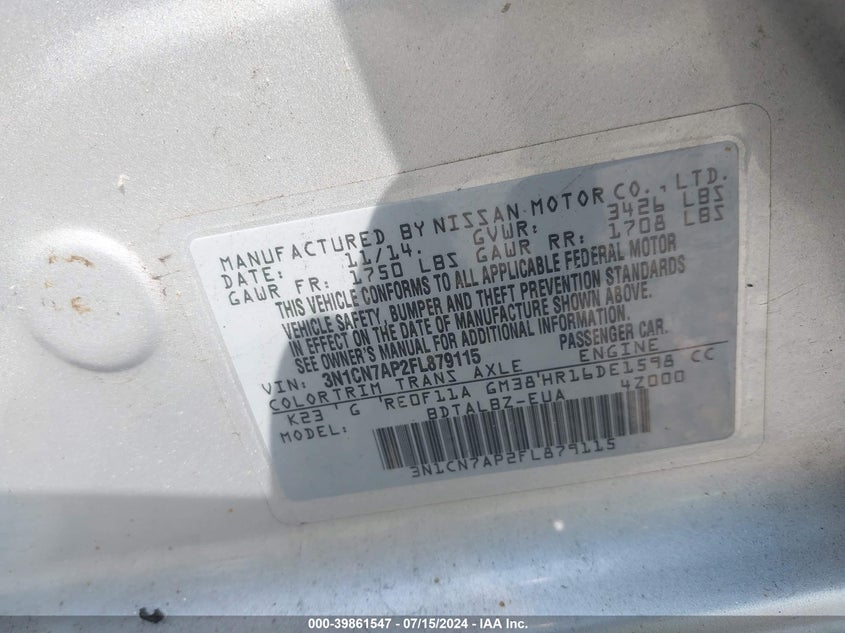 MANUFACTURED BY NISSAN MOTOR CO., LTD.
DATE: 11/14. GVWR: 3426 LBS
GAWR FR: 1750 LBS GAWR RR: 1708 LBS
THIS VEHICLE CONFORMS TO ALL APPLICABLE FEDERAL MOTOR
VEHICLE SAFETY, BUMPER AND THEFT PREVENTION STANDARDS
IN EFFECT ON THE DATE OF MANUFACTURE SHOWN ABOVE.
SEE OWNER'S MANUAL FOR ADDITIONAL INFORMATION.
VIN: 3N1CN7AP2FL879115 PASSENGER CAR.
COLOR TRIM TRANS AXLE ENGINE
K23 ' G 'RE0F11A GM38'HR16DE1598 CC
MODEL: BDTALBZ-EUA 4Z000
3N1CN7AP2FL879115
000-39861547 - 07/15/2024 - IAA Inc.